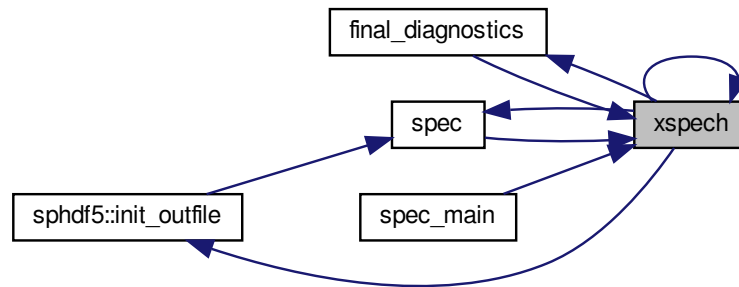 final_diagnostics
spec
xspech
sphdf5::init_outfile
spec_main